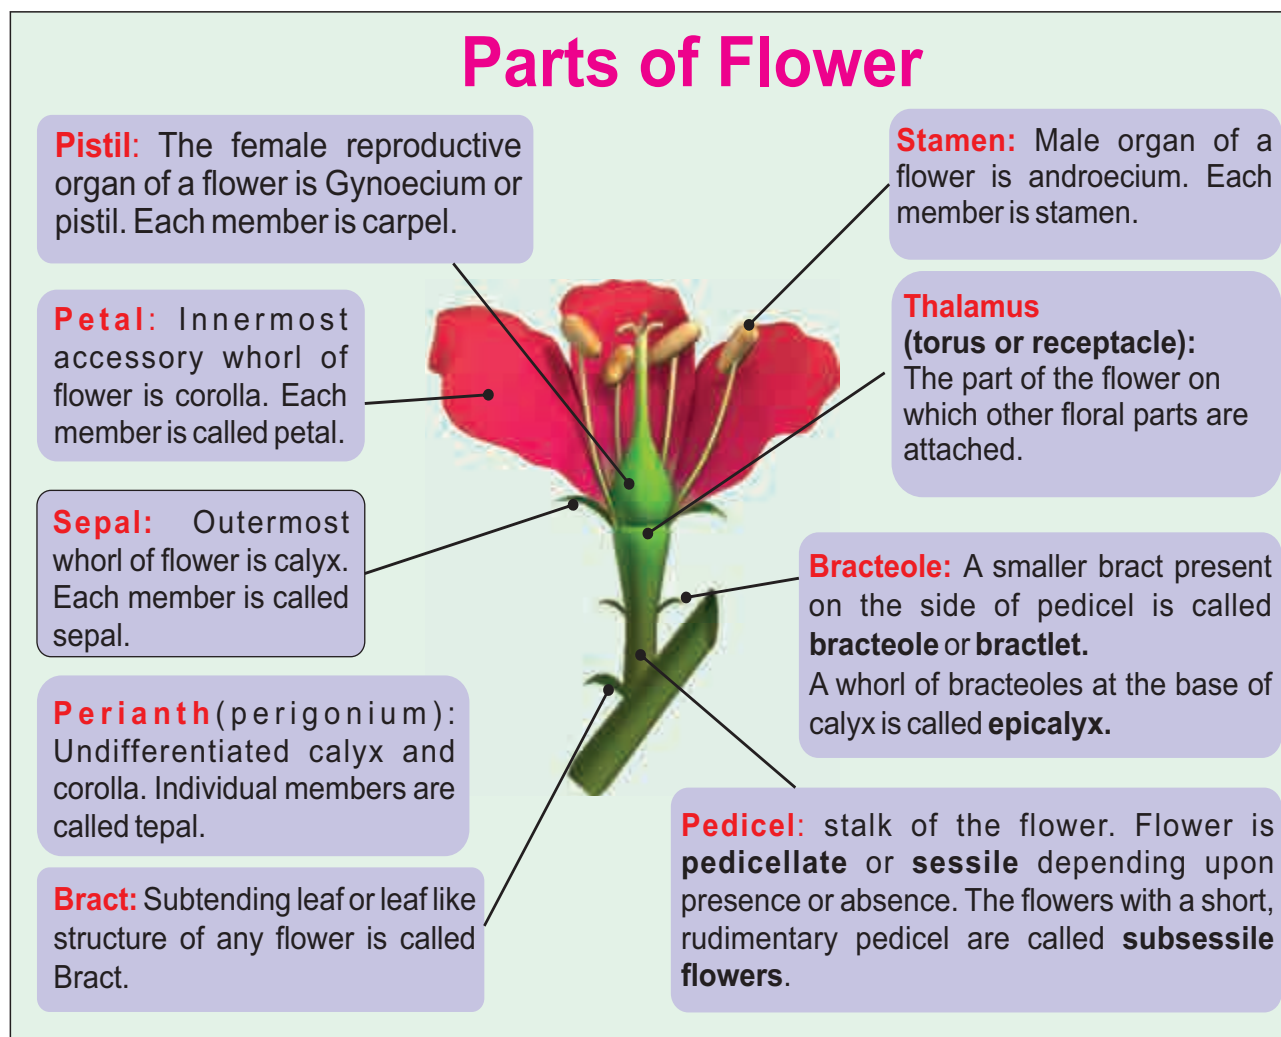 Parts of Flower
Pistil: The female reproductive
organ of a flower is Gynoecium or
pistil. Each member is carpel.
Petal: Innermost
accessory whorl of
flower is corolla. Each
member is called petal.
Sepal: Outermost
whorl of flower is calyx.
Each member is called
sepal.
Perianth(perigonium):
Undifferentiated calyx and
corolla. Individual members are
called tepal.
Bract: Subtending leaf or leaf like
structure of any flower is called
Bract.
Stamen: Male organ of a
flower is androecium. Each
member is stamen.
Thalamus
(torus or receptacle):
The part of the flower on
which other floral parts are
attached.
Bracteole: A smaller bract present
on the side of pedicel is called
bracteole or bractlet.
A whorl of bracteoles at the base of
calyx is called epicalyx.
Pedicel: stalk of the flower. Flower is
pedicellate or sessile depending upon
presence or absence. The flowers with a short,
rudimentary pedicel are called subsessile
flowers.